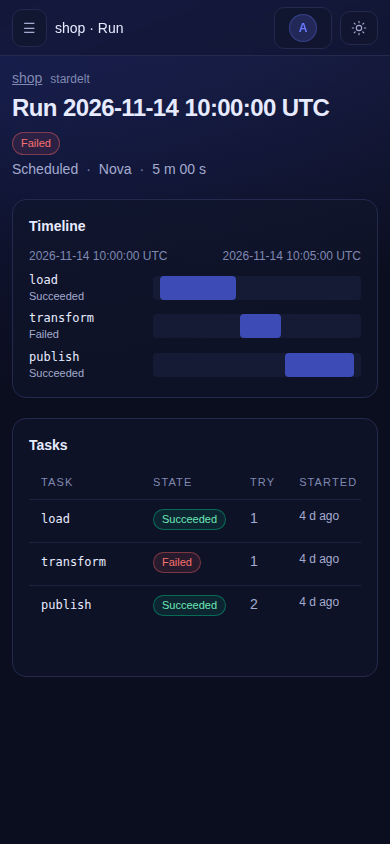 ☰ shop · Run A
shop stardelt
Run 2026-11-14 10:00:00 UTC
Failed
Scheduled · Nova · 5 m 00 s
Timeline
2026-11-14 10:00:00 UTC 2026-11-14 10:05:00 UTC
load
Succeeded
transform
Failed
publish
Succeeded
Tasks
TASK STATE TRY STARTED
load Succeeded 1 4 d ago
transform Failed 1 4 d ago
publish Succeeded 2 4 d ago